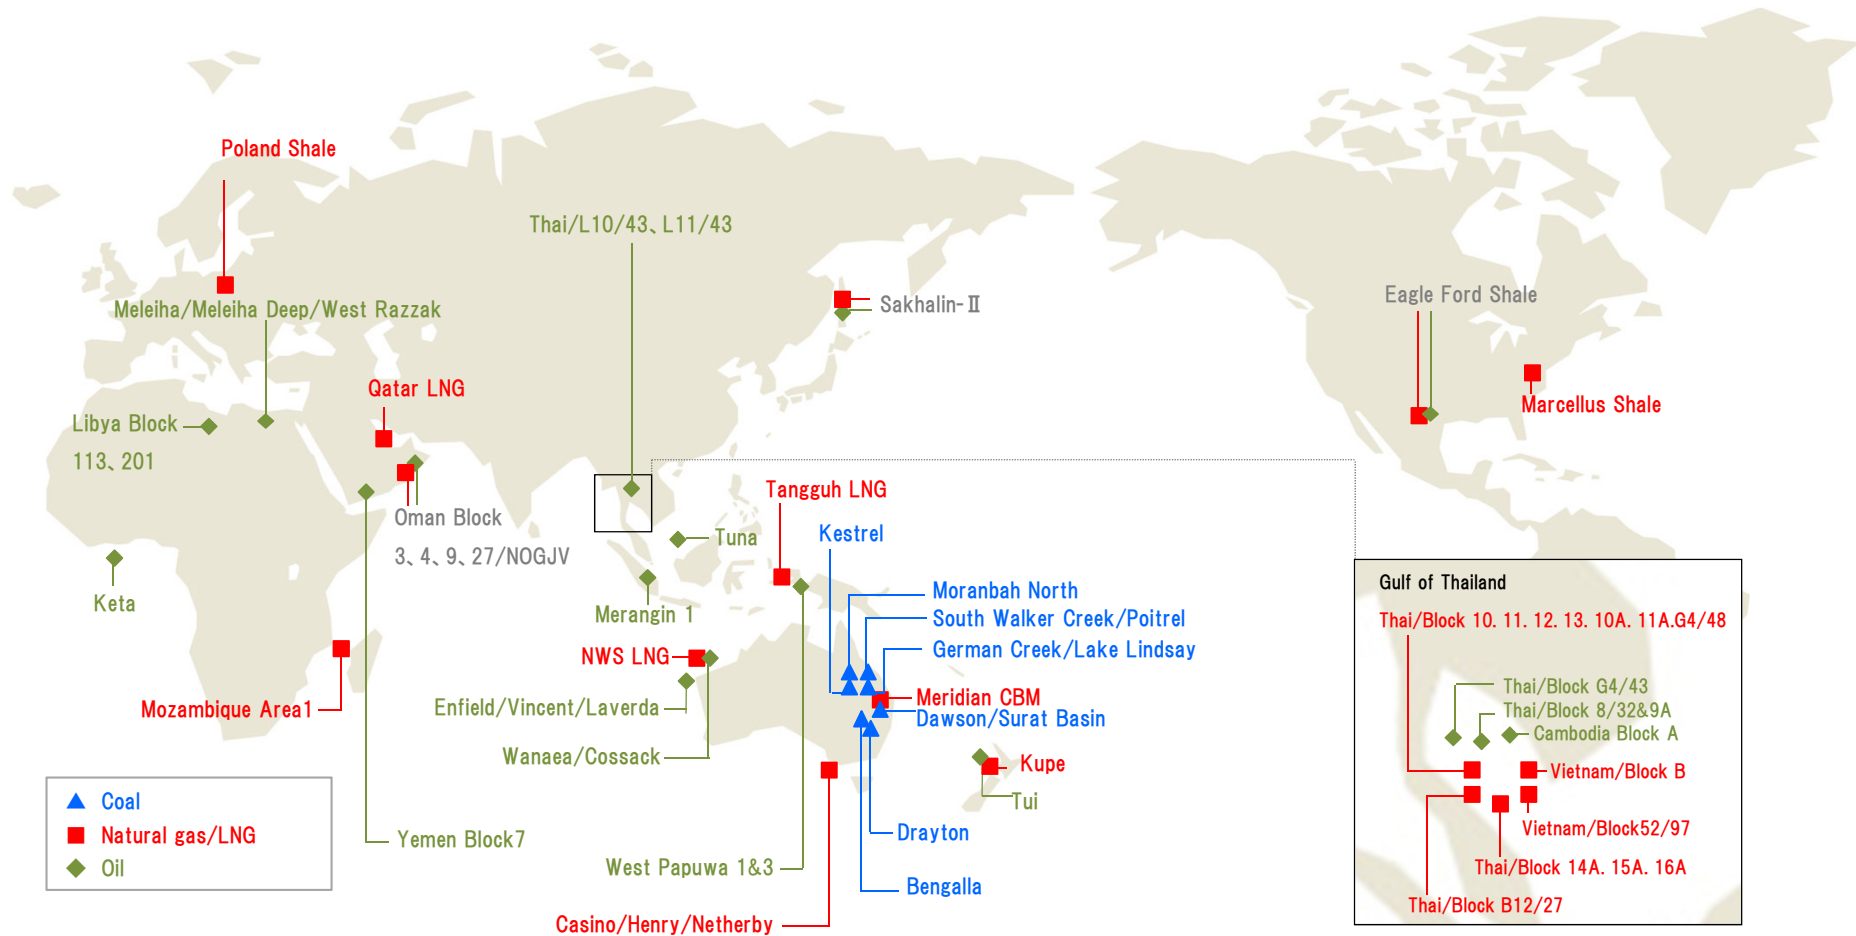 Poland Shale
Thai/L10/43、L11/43
Meleiha/Meleiha Deep/West Razzak
Sakhalin-Ⅱ
Eagle Ford Shale
Qatar LNG
Marcellus Shale
Libya Block
113、201
Tangguh LNG
Oman Block
3、4、9、27/NOGJV
Kestrel
Tuna
Keta
Merangin 1
Moranbah North
South Walker Creek/Poitrel
German Creek/Lake Lindsay
NWS LNG
Meridian CBM
Dawson/Surat Basin
Mozambique Area1
Enfield/Vincent/Laverda
Wanaea/Cossack
Kupe
Tui
Coal
Natural gas/LNG
Oil
Yemen Block7
Drayton
West Papuwa 1&3
Bengalla
Casino/Henry/Netherby
Gulf of Thailand
Thai/Block 10. 11. 12. 13. 10A. 11A.G4/48
Thai/Block G4/43
Thai/Block 8/32&9A
Cambodia Block A
Vietnam/Block B
Vietnam/Block52/97
Thai/Block 14A. 15A. 16A
Thai/Block B12/27